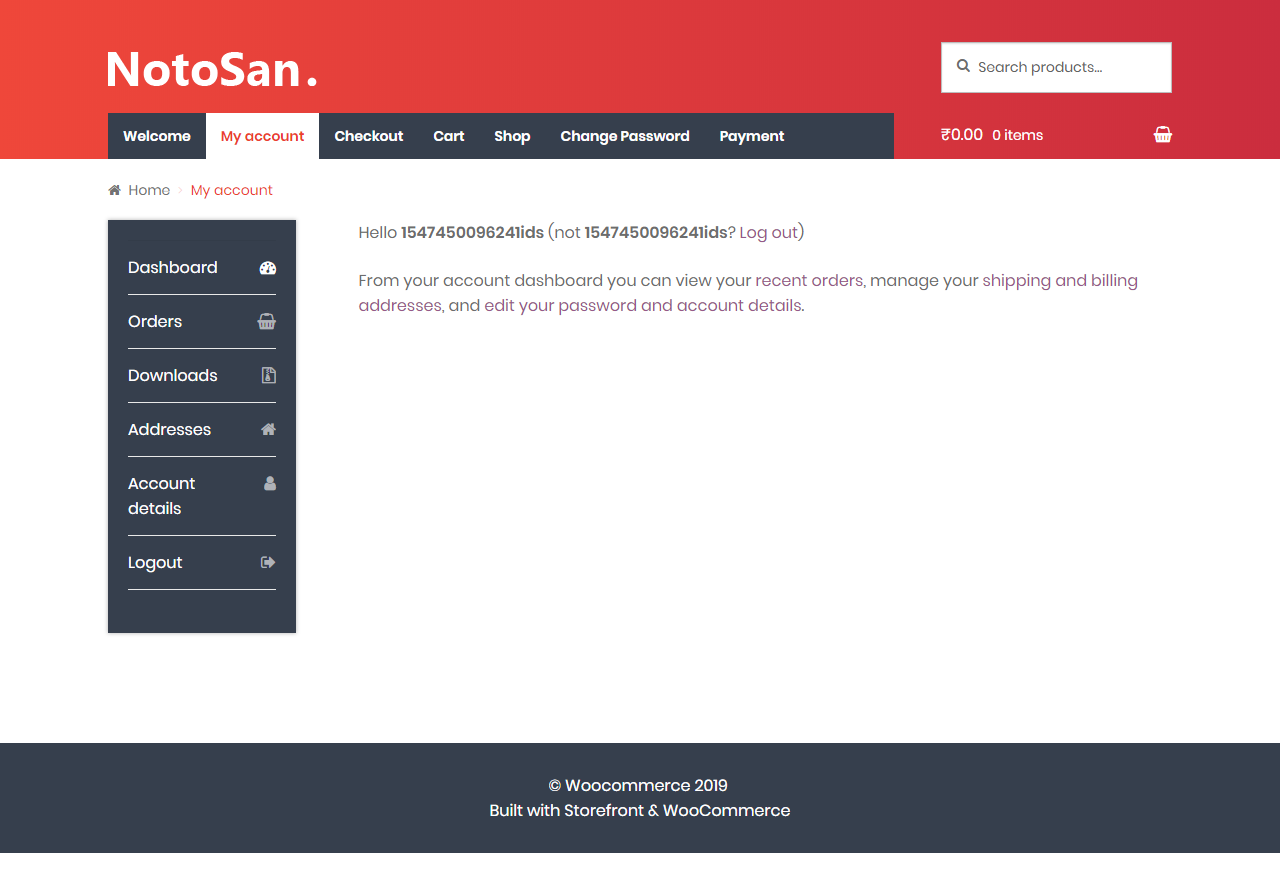 NotoSan.
Search products...
Welcome My account Checkout Cart Shop Change Password Payment
₹0.00 0 items
Home My account
Dashboard
Orders
Downloads
Addresses
Account
details
Logout
Hello 1547450096241ids (not 1547450096241ids? Log out)
From your account dashboard you can view your recent orders, manage your shipping and billing
addresses, and edit your password and account details.
© Woocommerce 2019
Built with Storefront & WooCommerce